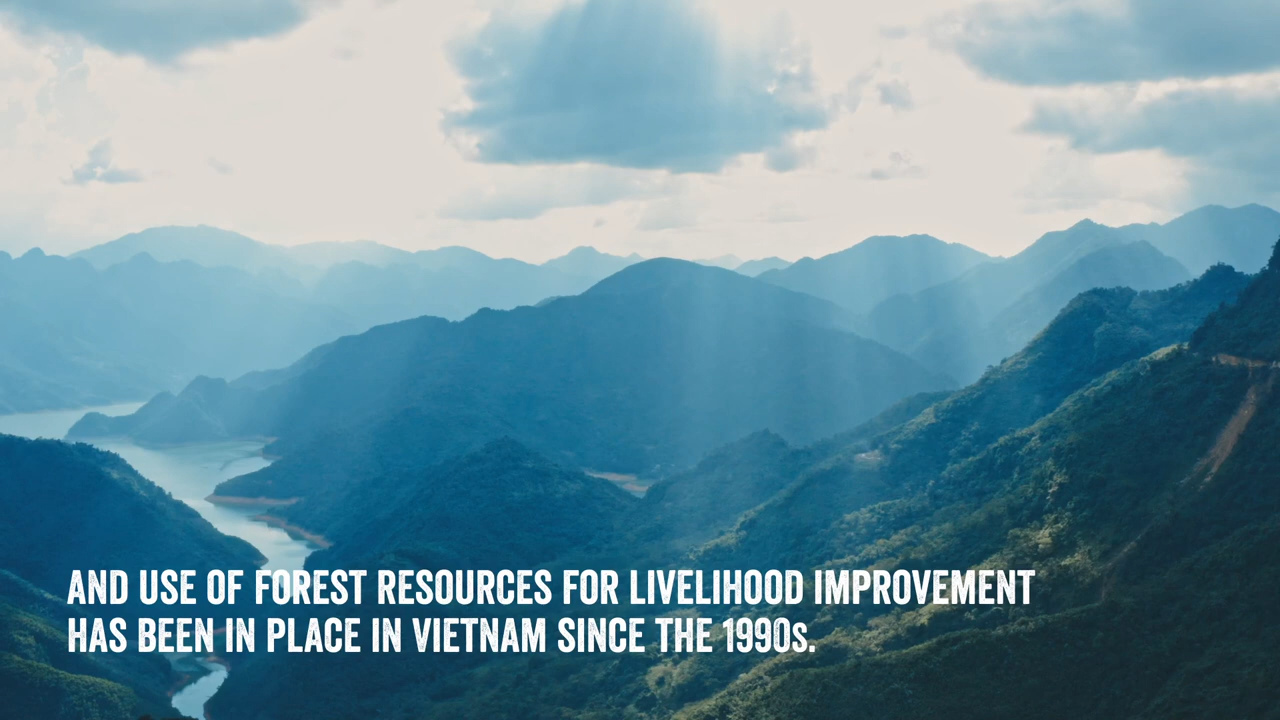 AND USE OF FOREST RESOURCES FOR LIVELIHOOD IMPROVEMENT
HAS BEEN IN PLACE IN VIETNAM SINCE THE 1990s.